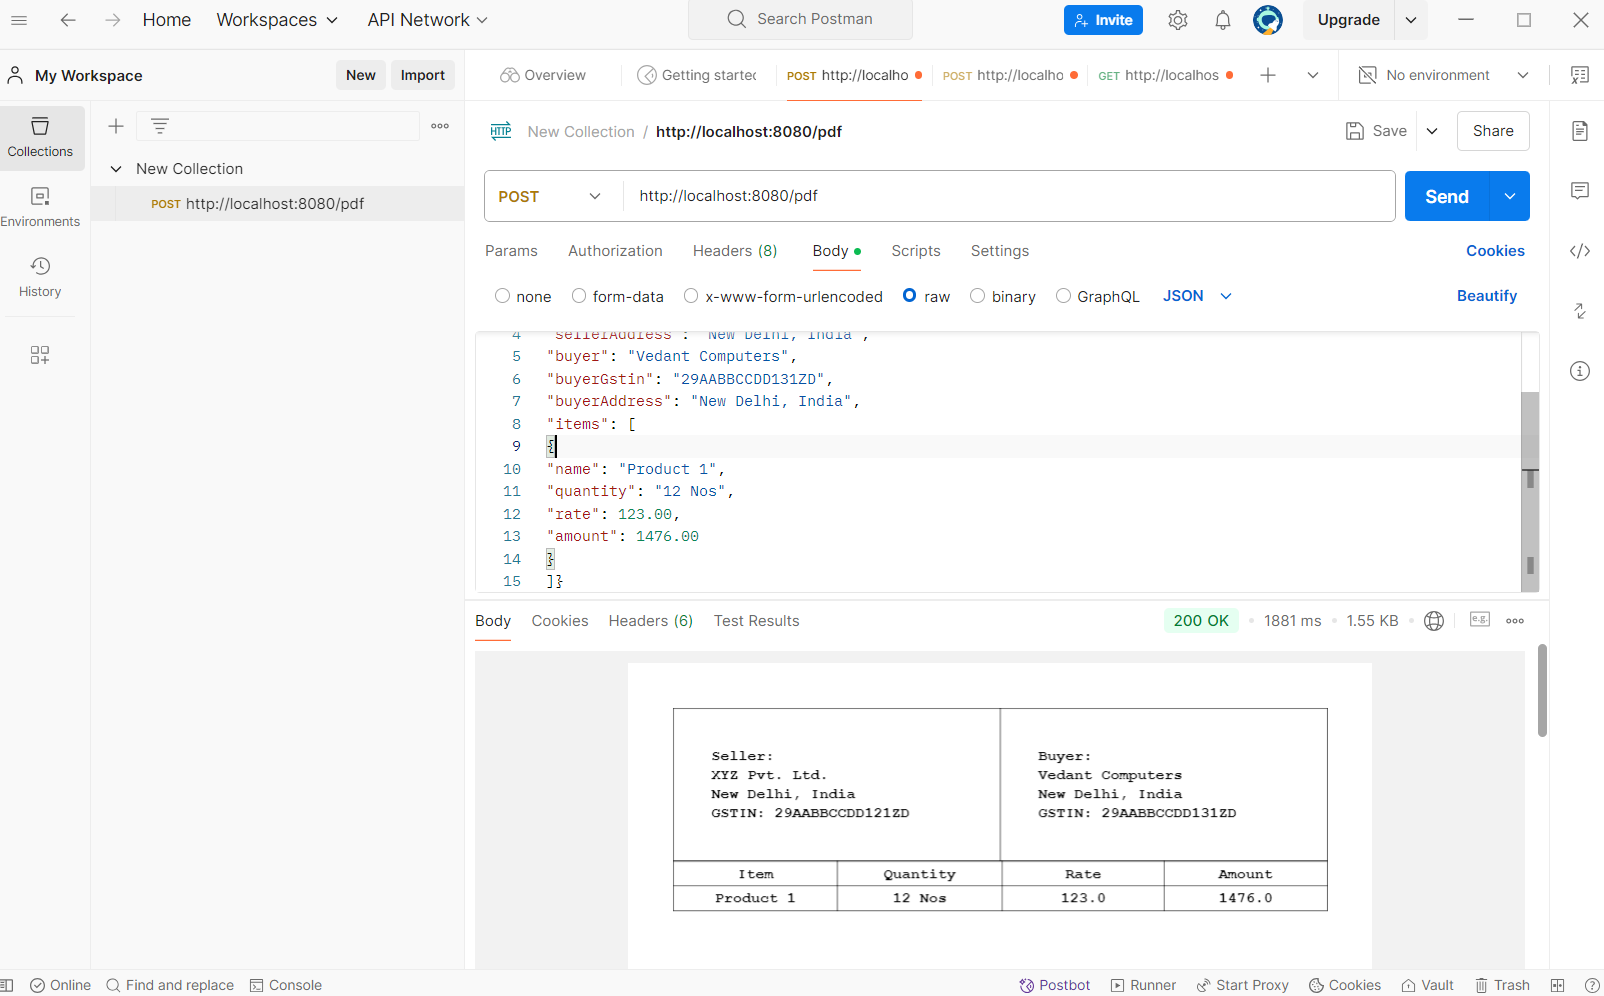 Home Workspaces API Network Search Postman Invite Upgrade
My Workspace New Import Overview Getting starte POST http://localho POST http://localho GET http://localhos No environment
Collections
Environments
History
New Collection
POST http://localhost:8080/pdf
HTTP New Collection / http://localhost:8080/pdf Save Share
POST http://localhost:8080/pdf Send
Params Authorization Headers (8) Body Scripts Settings Cookies
none form-data x-www-form-urlencoded raw binary GraphQL JSON Beautify
4 "sellerAddress": "New Delhi, India",
5 "buyer": "Vedant Computers",
6 "buyerGstin": "29AABBCCDD131ZD",
7 "buyerAddress": "New Delhi, India",
8 "items": [
9 {
10 "name": "Product 1",
11 "quantity": "12 Nos",
12 "rate": 123.00,
13 "amount": 1476.00
14 }
15 ]}
Body Cookies Headers (6) Test Results 200 OK 1881 ms 1.55 KB e.g.
Seller:
XYZ Pvt. Ltd.
New Delhi, India
GSTIN: 29AABBCCDD121ZD
Buyer:
Vedant Computers
New Delhi, India
GSTIN: 29AABBCCDD131ZD
Item Quantity Rate Amount
Product 1 12 Nos 123.0 1476.0
Online Find and replace Console Postbot Runner Start Proxy Cookies Vault Trash